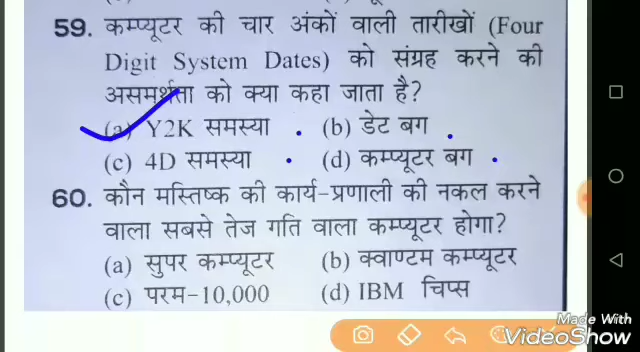 59. कम्प्यूटर की चार अंकों वाली तारीखों (Four
Digit System Dates) को संग्रह करने की
असमर्थता को क्या कहा जाता है?
(a) Y2K समस्या (b) डेट बग
(c) 4D समस्या (d) कम्प्यूटर बग
60. कौन मस्तिष्क की कार्य-प्रणाली की नकल करने
वाला सबसे तेज गति वाला कम्प्यूटर होगा?
(a) सुपर कम्प्यूटर (b) क्वाण्टम कम्प्यूटर
(c) परम-10,000 (d) IBM चिप्स
Made With
VideoShow